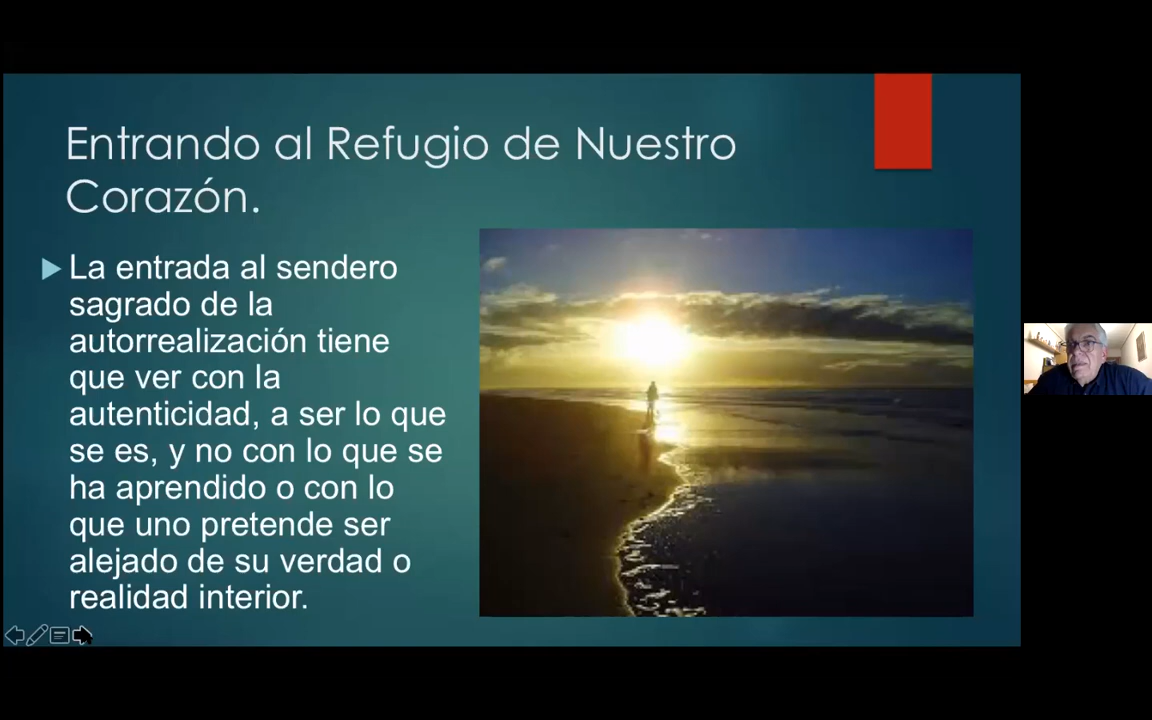 Entrando al Refugio de Nuestro
Corazón.
La entrada al sendero
sagrado de la
autorrealización tiene
que ver con la
autenticidad, a ser lo que
se es, y no con lo que se
ha aprendido o con lo
que uno pretende ser
alejado de su verdad o
realidad interior.